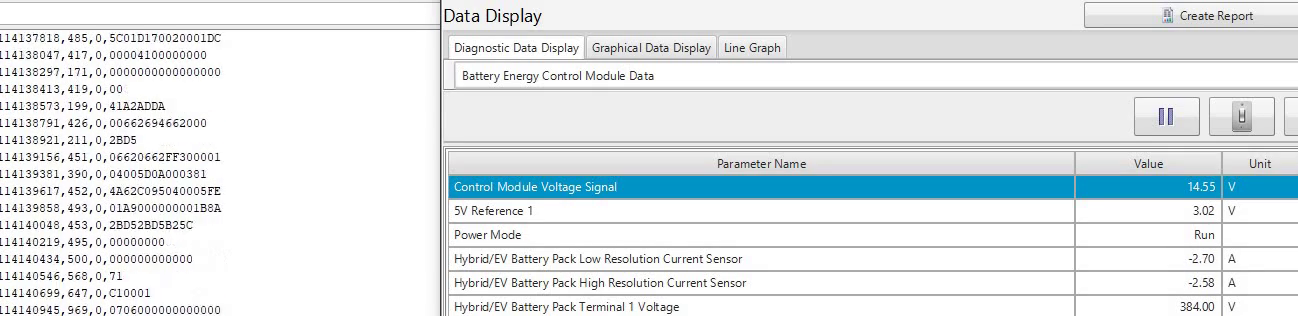 114137818,485,0,5C01D170020001DC
114138047,417,0,00004100000000
114138297,171,0,0000000000000000
114138413,419,0,00
114138573,199,0,41A2ADDA
114138791,426,0,00662694662000
114138921,211,0,2BD5
114139156,451,0,06620662FF300001
114139381,390,0,04005D0A000381
114139617,452,0,4A62C095040005FE
114139858,493,0,01A9000000001B8A
114140048,453,0,2BD52BD5B25C
114140219,495,0,00000000
114140434,500,0,000000000000
114140546,568,0,71
114140699,647,0,C10001
114140945,969,0,0706000000000000
Data Display
Create Report
Diagnostic Data Display Graphical Data Display Line Graph
Battery Energy Control Module Data
Parameter Name Value Unit
Control Module Voltage Signal 14.55 V
5V Reference 1 3.02 V
Power Mode Run
Hybrid/EV Battery Pack Low Resolution Current Sensor -2.70 A
Hybrid/EV Battery Pack High Resolution Current Sensor -2.58 A
Hybrid/EV Battery Pack Terminal 1 Voltage 384.00 V